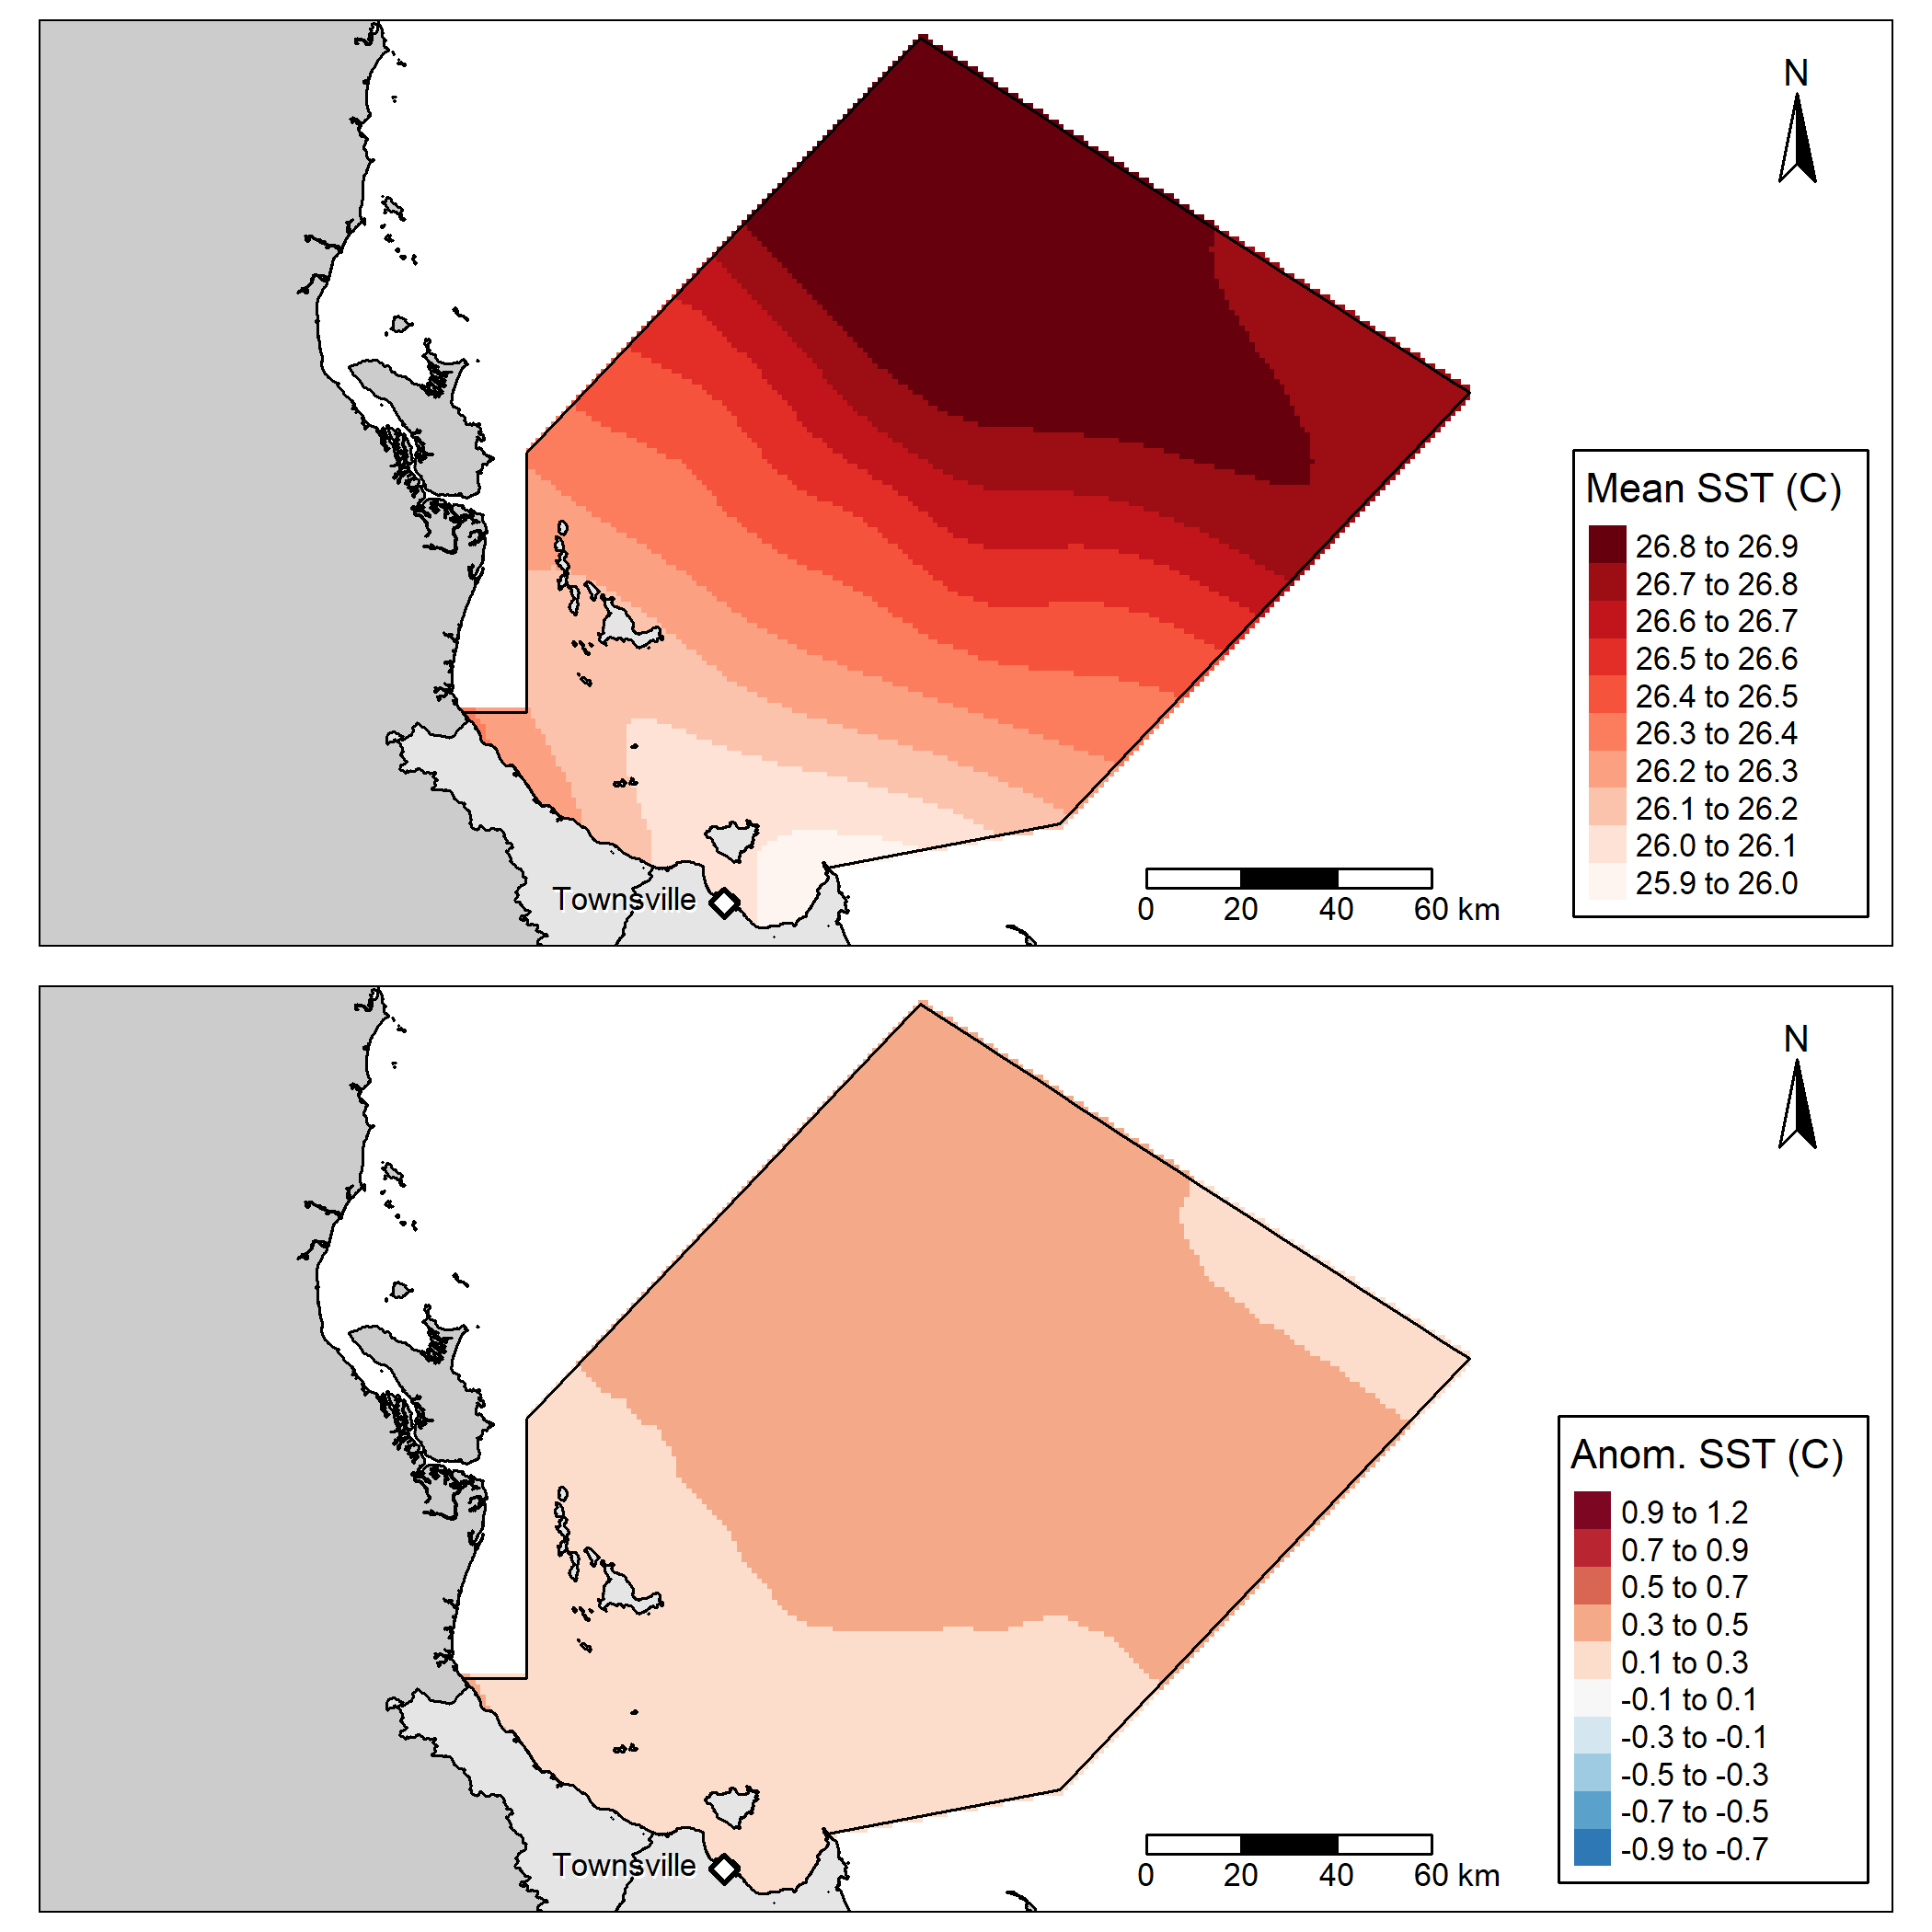 N
Mean SST (C)
26.8 to 26.9
26.7 to 26.8
26.6 to 26.7
26.5 to 26.6
26.4 to 26.5
26.3 to 26.4
26.2 to 26.3
26.1 to 26.2
26.0 to 26.1
25.9 to 26.0
Townsville
0 20 40 60 km
N
Anom. SST (C)
0.9 to 1.2
0.7 to 0.9
0.5 to 0.7
0.3 to 0.5
0.1 to 0.3
-0.1 to 0.1
-0.3 to -0.1
-0.5 to -0.3
-0.7 to -0.5
-0.9 to -0.7
Townsville
0 20 40 60 km